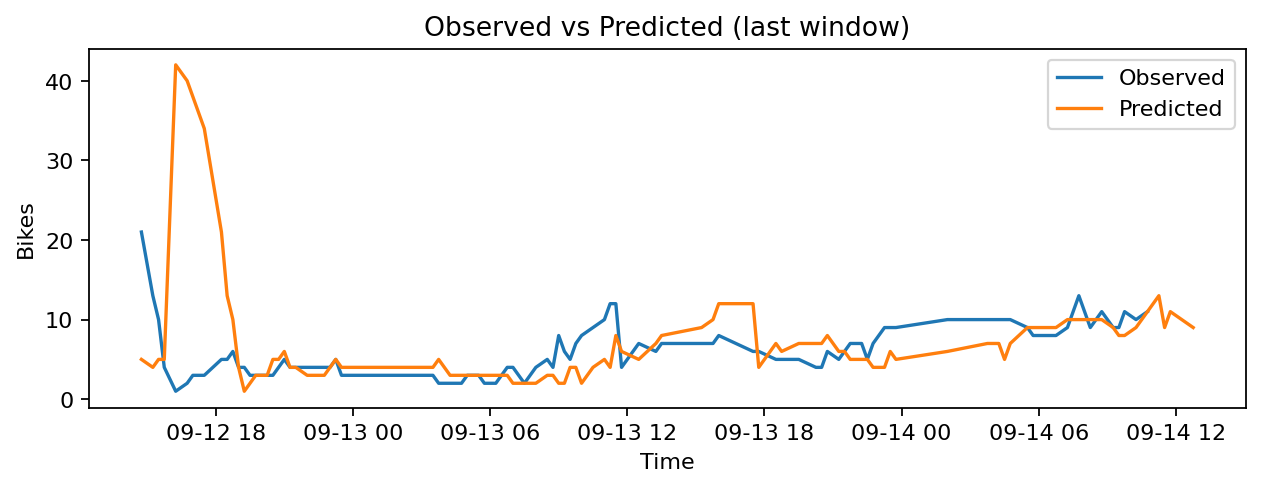 Observed vs Predicted (last window)
Observed
Predicted
Bikes
40
30
20
10
0
09-12 18
09-13 00
09-13 06
09-13 12
09-13 18
09-14 00
09-14 06
09-14 12
Time